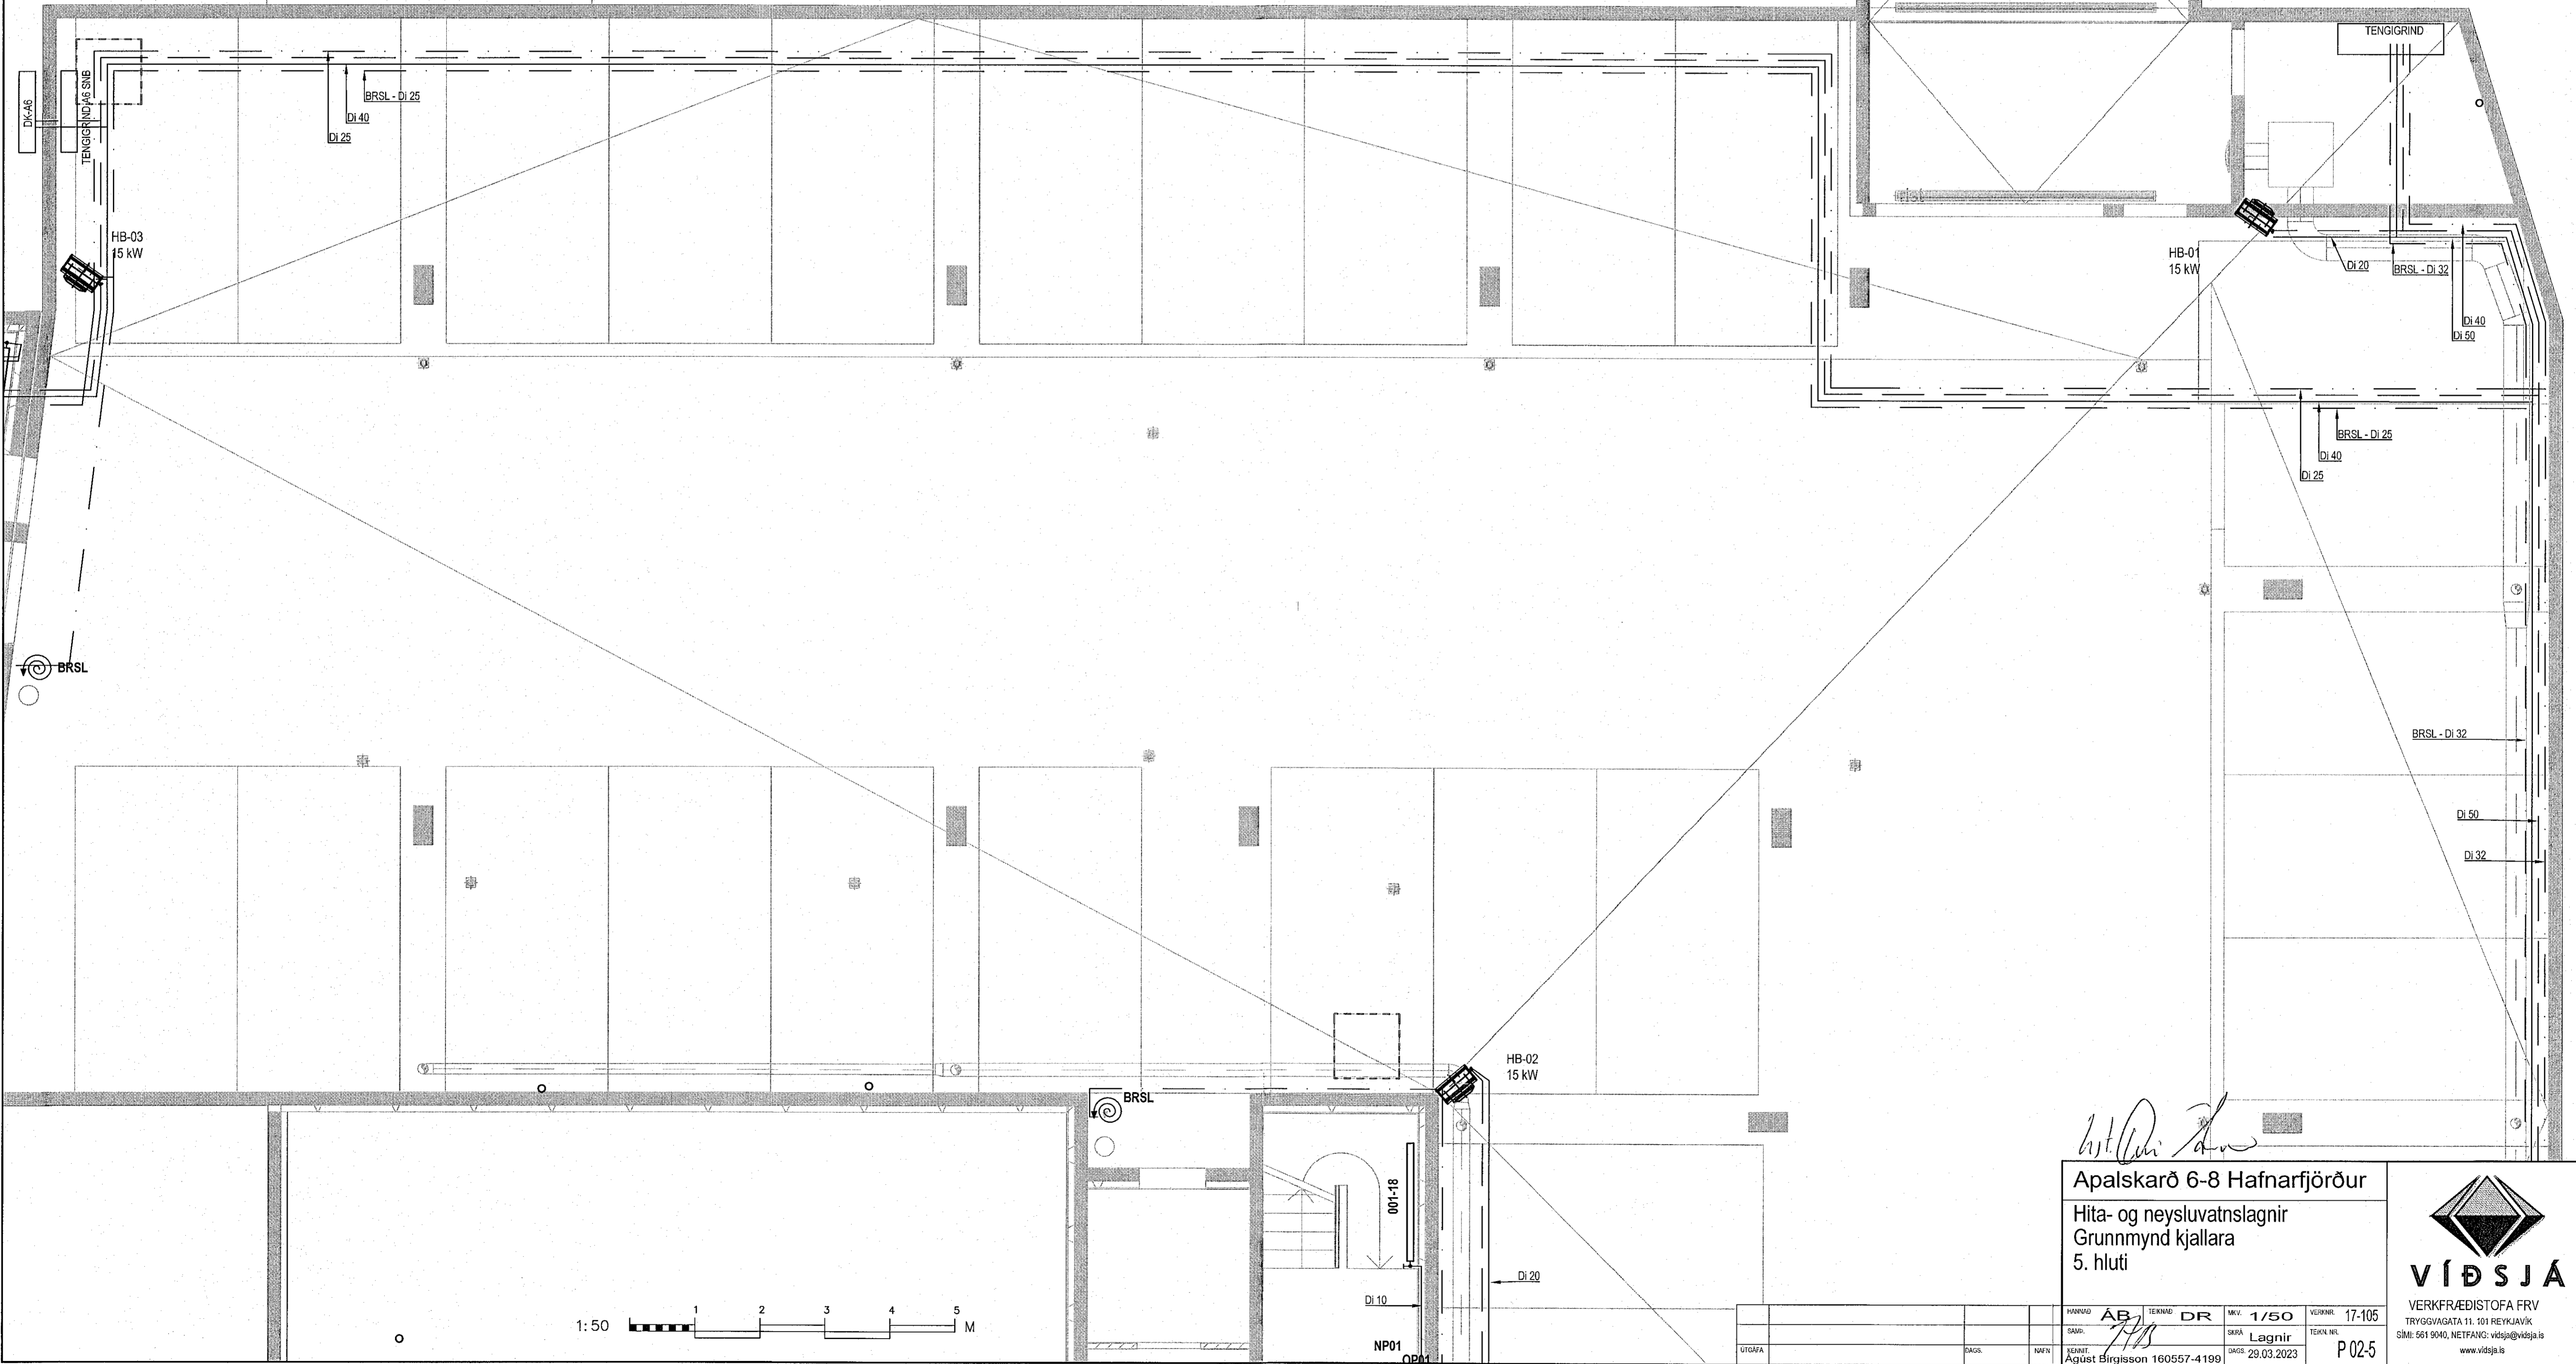 TENGIGRIND
DK-A6
TENGIGRIND A6 SNB
BRSL - Di 25
Di 40
Di 25
HB-03
15 kW
HB-01
15 kW
Di 20
BRSL - Di 32
Di 40
Di 50
BRSL - Di 25
Di 40
Di 25
BRSL
BRSL - Di 32
Di 50
Di 32
HB-02
15 kW
BRSL
001-18
Di 20
Di 10
NP01
OP01
1:50
1 2 3 4 5
M
Apalskarð 6-8 Hafnarfjörður
Hita- og neysluvatnslagnir
Grunnmynd kjallara
5. hluti
HANNAÐ ÁB TEIKNAÐ DR MKV. 1/50 VERKNR. 17-105
SAMÞ. SKRÁ Lagnir TEIKN. NR. P 02-5
ÚTGÁFA DAGS. NAFN KENNIT. Ágúst Birgisson 160557-4199 DAGS. 29.03.2023
VÍÐSJÁ
VERKFRÆÐISTOFA FRV
TRYGGVAGATA 11. 101 REYKJAVÍK
SÍMI: 561 9040, NETFANG: vidsja@vidsja.is
www.vidsja.is